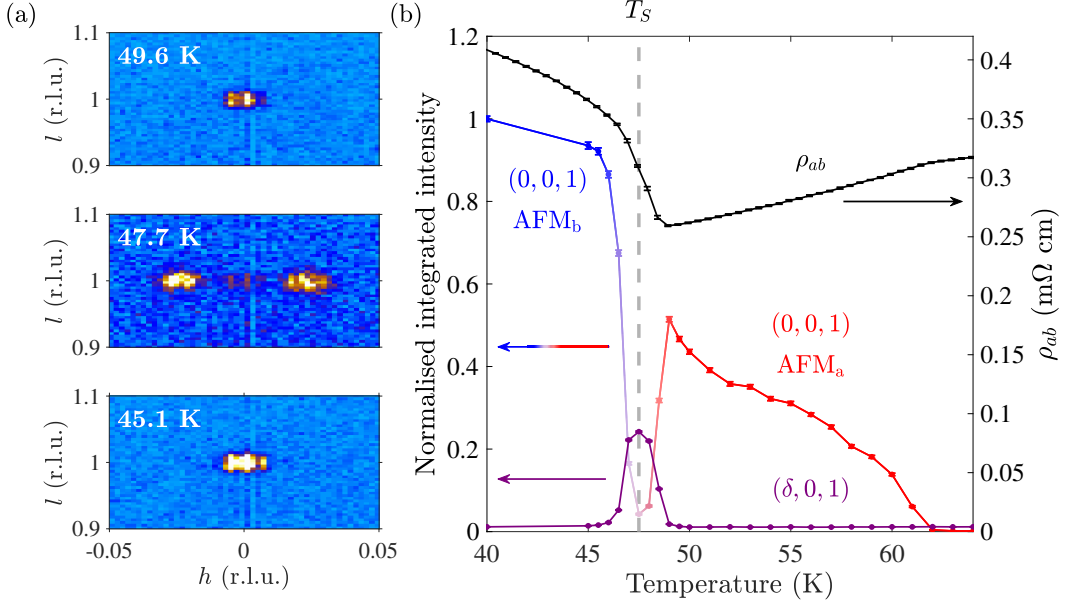 (a)
49.6 K
1.1
1
0.9
l (r.l.u.)
47.7 K
1.1
1
0.9
l (r.l.u.)
45.1 K
1.1
1
0.9
l (r.l.u.)
-0.05 0 0.05
h (r.l.u.)
(b)
T_S
1.2
1
0.8
0.6
0.4
0.2
0
Normalised integrated intensity
(0, 0, 1)
AFM_b
ρ_ab
(0, 0, 1)
AFM_a
(δ, 0, 1)
0.4
0.35
0.3
0.25
0.2
0.15
0.1
0.05
0
ρ_ab (mΩ cm)
40 45 50 55 60
Temperature (K)